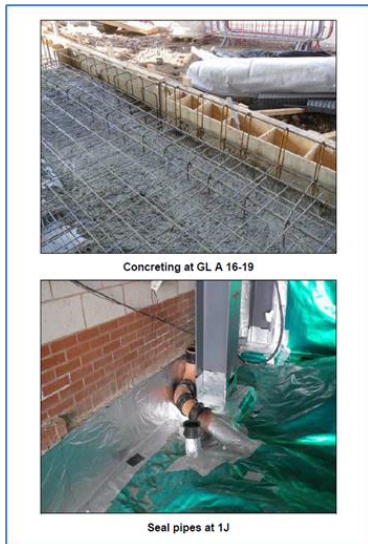 Concreting at GL A 16-19
Seal pipes at 1J